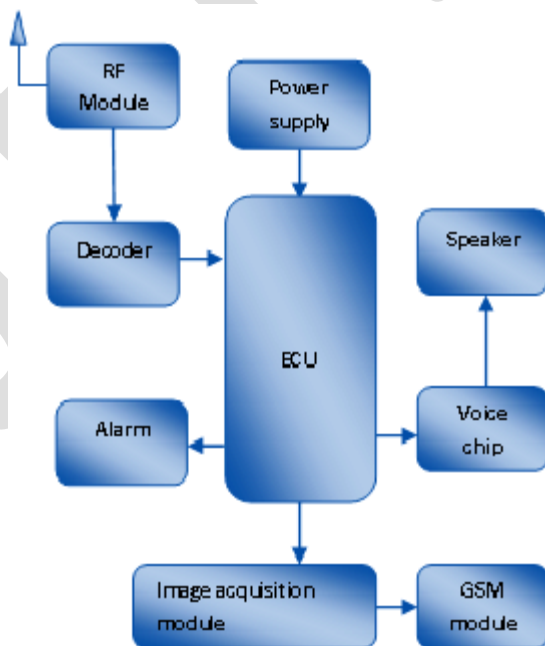 RF
Module
Power
supply
Decoder
Speaker
ECU
Alarm
Voice
chip
Image acquisition
module
GSM
module